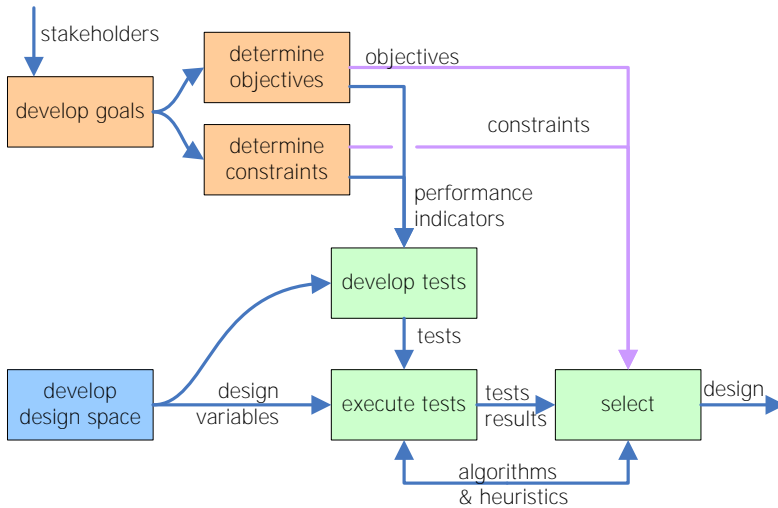 stakeholders
develop goals
determine
objectives
objectives
determine
constraints
constraints
performance
indicators
develop tests
tests
develop
design space
design
variables
execute tests
tests
results
select
design
algorithms
& heuristics